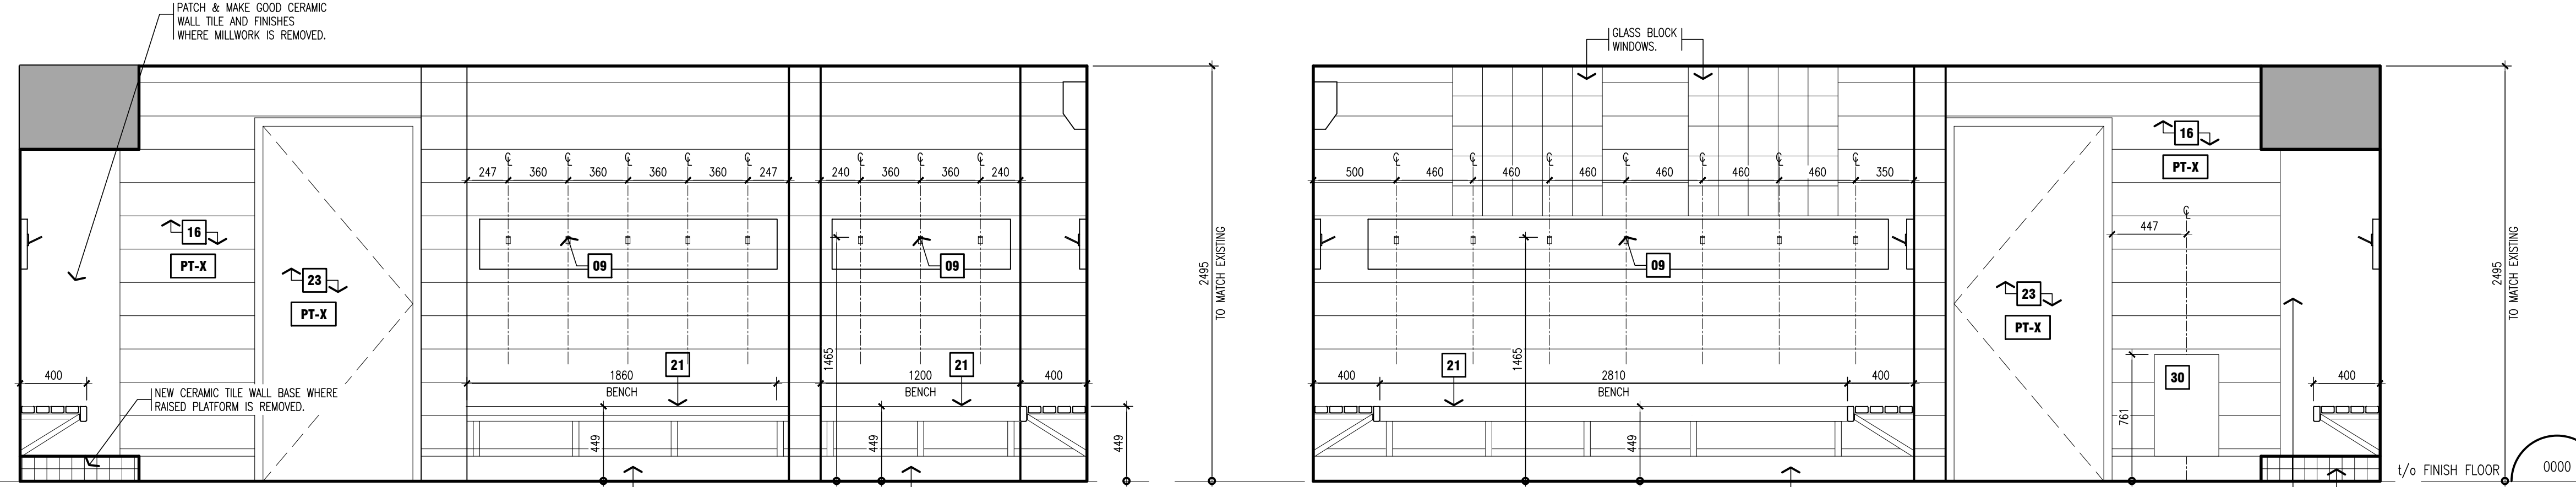 PATCH & MAKE GOOD CERAMIC
WALL TILE AND FINISHES
WHERE MILLWORK IS REMOVED.
GLASS BLOCK
WINDOWS.
247 360 360 360 360 247
240 360 360 240
500 460 460 460 460 460 460 350
16
PT-X
23
PT-X
09
09
09
16
PT-X
447
23
PT-X
2495
TO MATCH EXISTING
2495
TO MATCH EXISTING
1465
1465
21
21
21
30
400
1860
BENCH
1200
BENCH
400
400
2810
BENCH
400
400
NEW CERAMIC TILE WALL BASE WHERE
RAISED PLATFORM IS REMOVED.
449
449
449
449
761
t/o FINISH FLOOR
0000